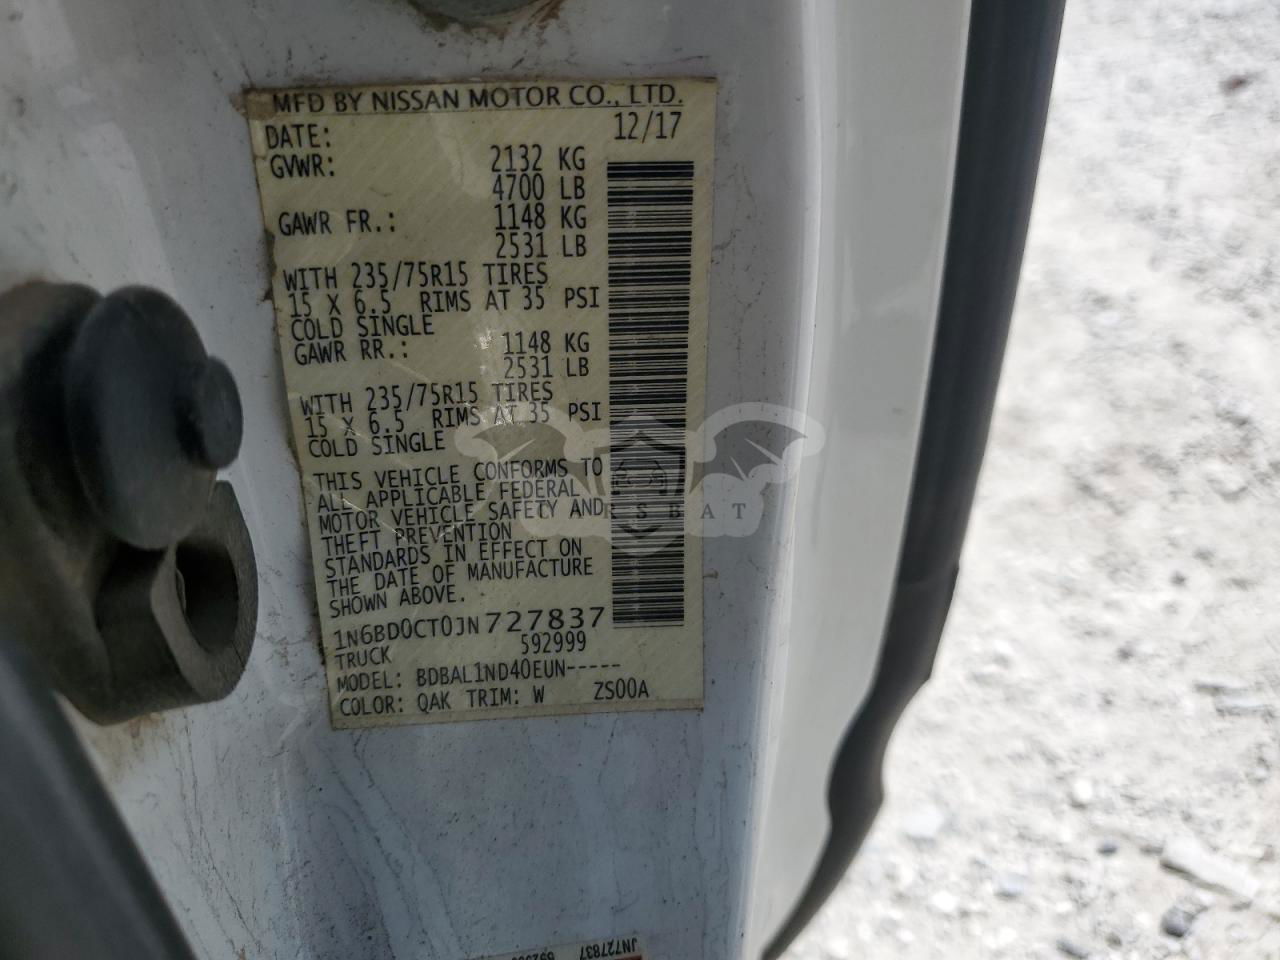 MFD BY NISSAN MOTOR CO., LTD.
DATE: 12/17
GVWR: 2132 KG
4700 LB
GAWR FR.: 1148 KG
2531 LB
WITH 235/75R15 TIRES
15 X 6.5 RIMS AT 35 PSI
COLD SINGLE
GAWR RR.: 1148 KG
2531 LB
WITH 235/75R15 TIRES
15 X 6.5 RIMS AT 35 PSI
COLD SINGLE
THIS VEHICLE CONFORMS TO
ALL APPLICABLE FEDERAL
MOTOR VEHICLE SAFETY AND
THEFT PREVENTION
STANDARDS IN EFFECT ON
THE DATE OF MANUFACTURE
SHOWN ABOVE.
1N6BD0CT0JN727837
TRUCK 592999
MODEL: BDBAL1ND40EUN-----
COLOR: QAK TRIM: W ZS00A
CARSBAT
JN727837